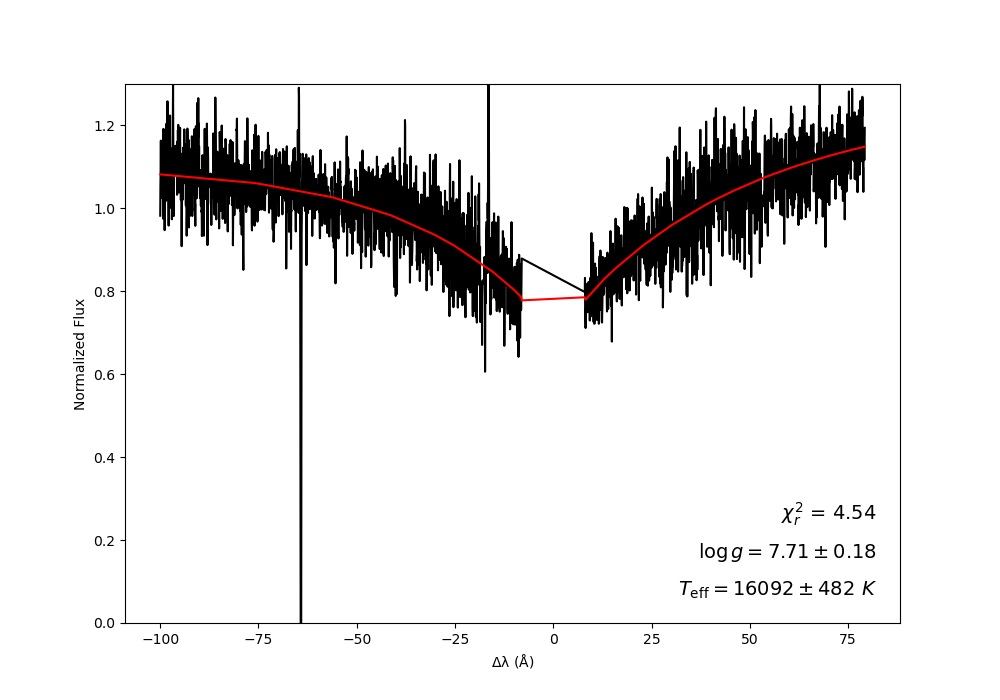 1.2
1.0
0.8
0.6
0.4
0.2
0.0
Normalized Flux
χ²ᵣ = 4.54
log g = 7.71 ± 0.18
T_eff = 16092 ± 482 K
−100 −75 −50 −25 0 25 50 75
Δλ (Å)